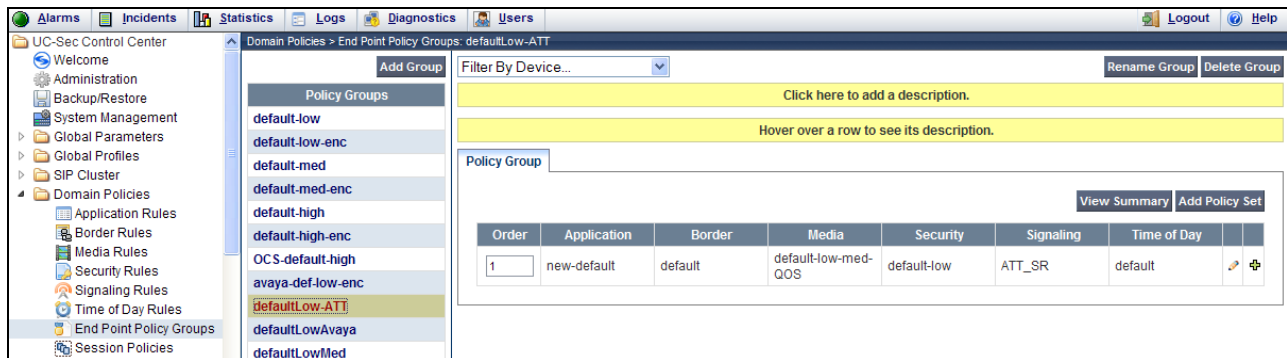 Alarms Incidents Statistics Logs Diagnostics Users Logout Help
UC-Sec Control Center
Welcome
Administration
Backup/Restore
System Management
Global Parameters
Global Profiles
SIP Cluster
Domain Policies
Application Rules
Border Rules
Media Rules
Security Rules
Signaling Rules
Time of Day Rules
End Point Policy Groups
Session Policies
Domain Policies > End Point Policy Groups: defaultLow-ATT
Add Group
Policy Groups
default-low
default-low-enc
default-med
default-med-enc
default-high
default-high-enc
OCS-default-high
avaya-def-low-enc
defaultLow-ATT
defaultLowAvaya
defaultLowMed
Filter By Device... Rename Group Delete Group
Click here to add a description.
Hover over a row to see its description.
Policy Group
View Summary Add Policy Set
Order Application Border Media Security Signaling Time of Day
1 new-default default default-low-med-QOS default-low ATT_SR default